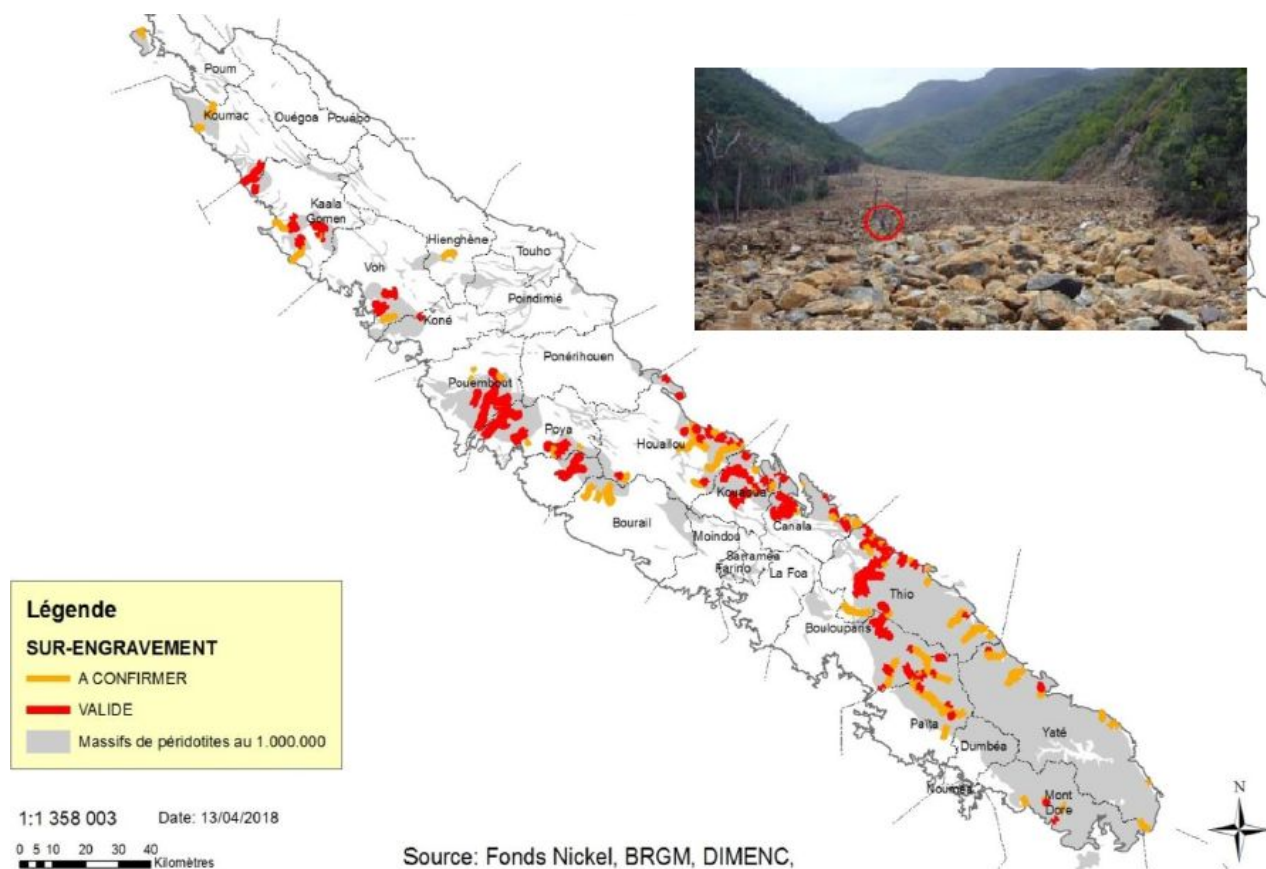 Poum
Koumac
Ouégoa
Pouébo
Kaala
Gomen
Hienghène
Touho
Voh
Poindimié
Koné
Ponérihouen
Pouembout
Poya
Houaïlou
Kouaoua
Bourail
Canala
Moindou
Sarraméa
Farino
La Foa
Thio
Boulouparis
Païta
Yaté
Dumbéa
Nouméa
Mont
Dore
Légende
SUR-ENGRAVEMENT
A CONFIRMER
VALIDE
Massifs de péridotites au 1.000.000
1:1 358 003 Date: 13/04/2018
0 5 10 20 30 40
Kilomètres
Source: Fonds Nickel, BRGM, DIMENC,
N